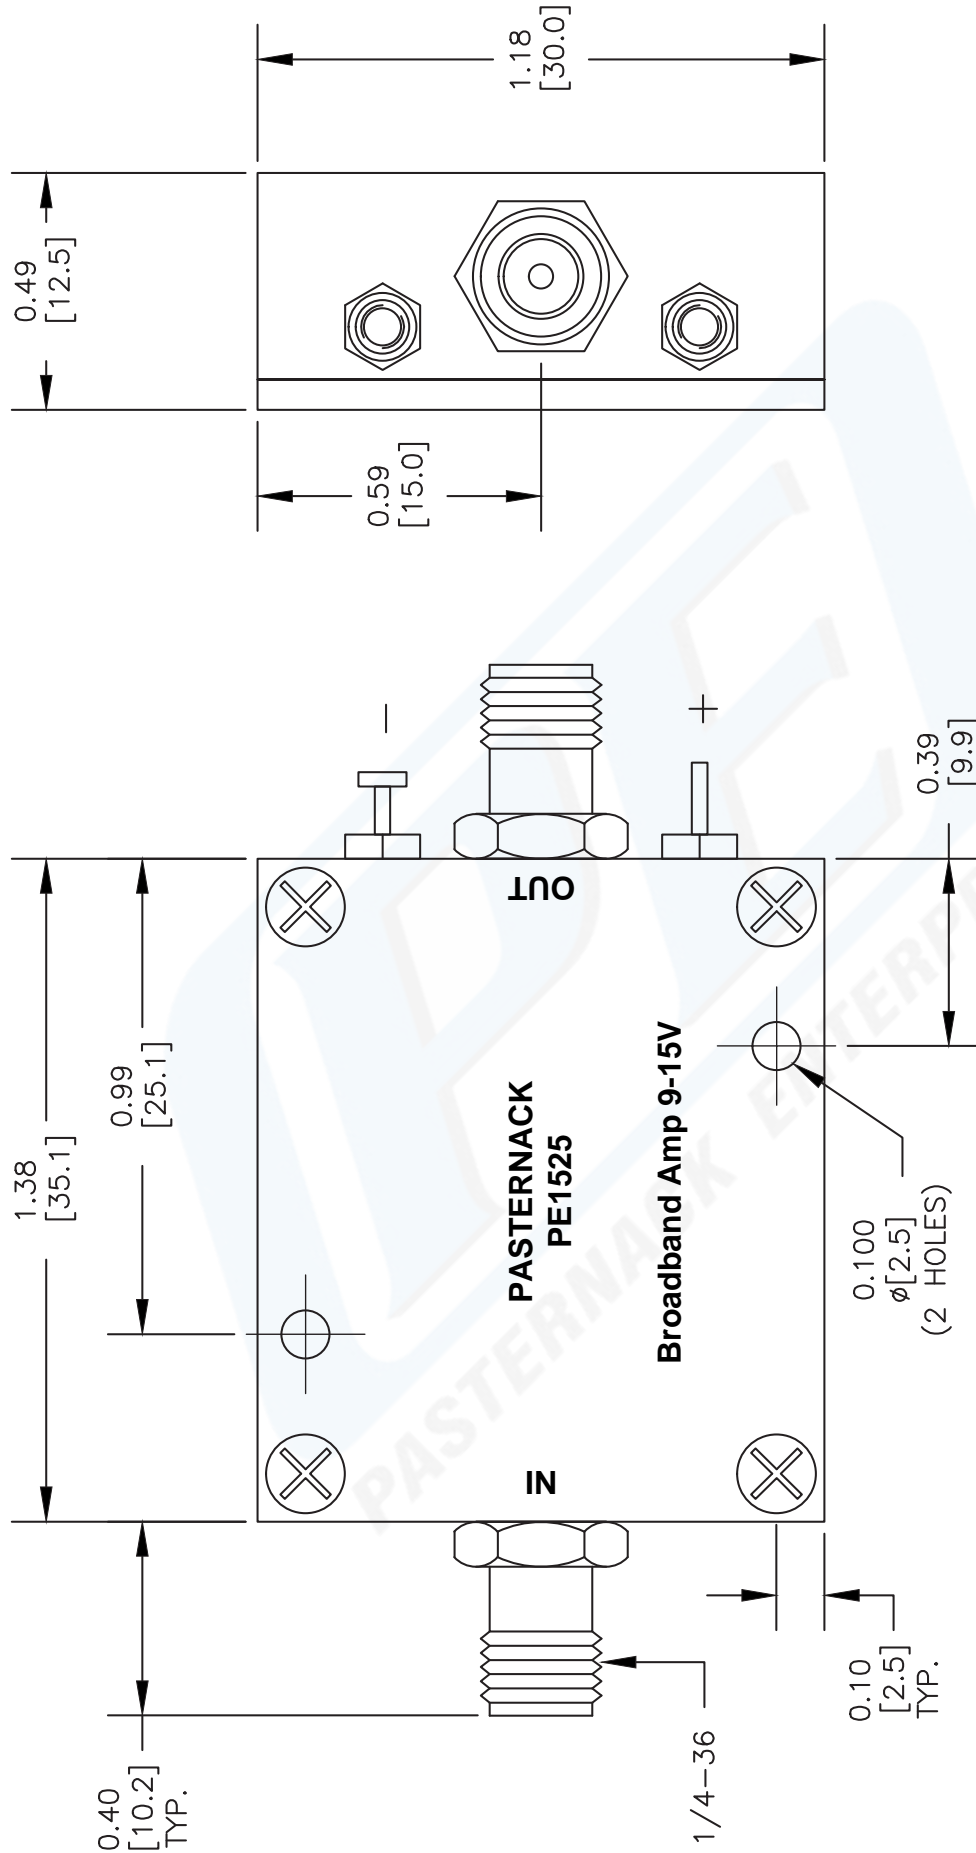 0.49
[12.5]
1.18
[30.0]
0.59
[15.0]
1.38
[35.1]
0.99
[25.1]
0.40
[10.2]
TYP.
–
+
OUT
IN
PASTERNACK
PE1525
Broadband Amp 9-15V
0.39
[9.9]
0.100
ø[2.5]
(2 HOLES)
0.10
[2.5]
TYP.
1/4–36
PE
PASTERNACK ENTERP